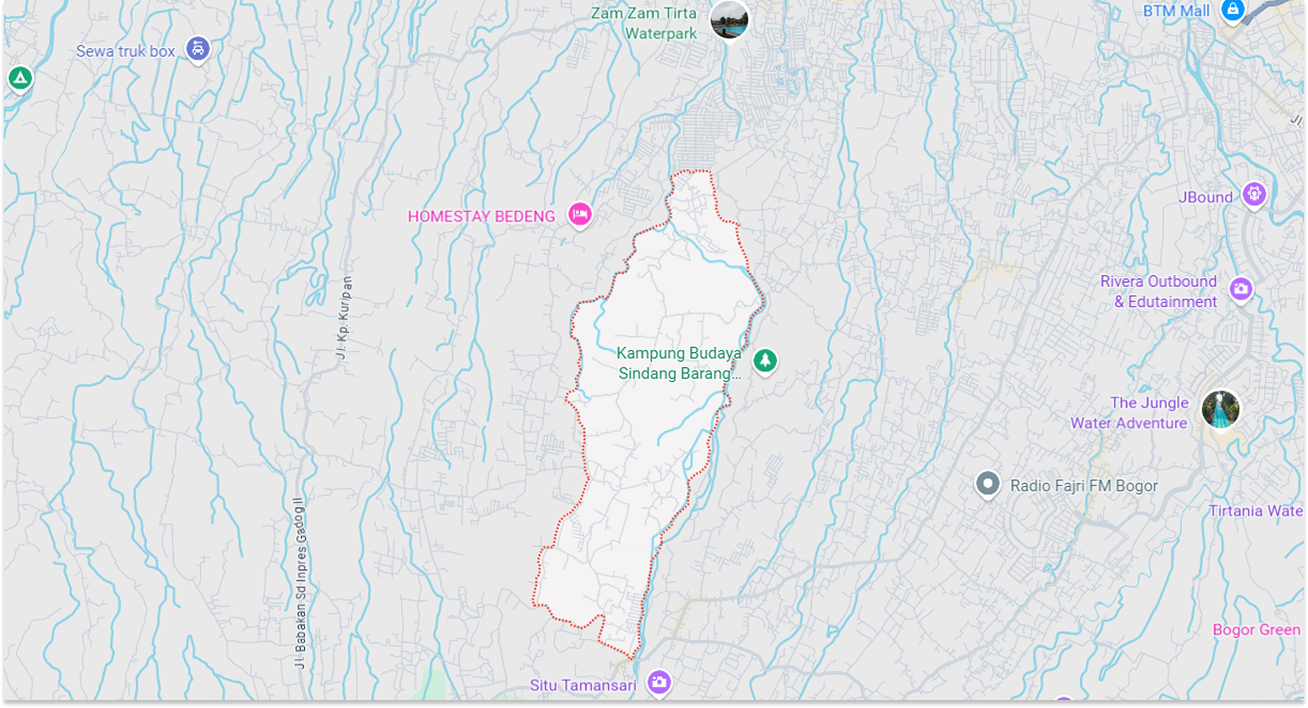 Zam Zam Tirta
Waterpark
BTM Mall
Sewa truk box
Jl.
JBound
HOMESTAY BEDENG
Rivera Outbound
& Edutainment
Jl. Kp. Kuripan
Kampung Budaya
Sindang Barang...
The Jungle
Water Adventure
Radio Fajri FM Bogor
Tirtania Wate
Jl. Babakan Sd Inpres Gadog II
Bogor Green
Situ Tamansari